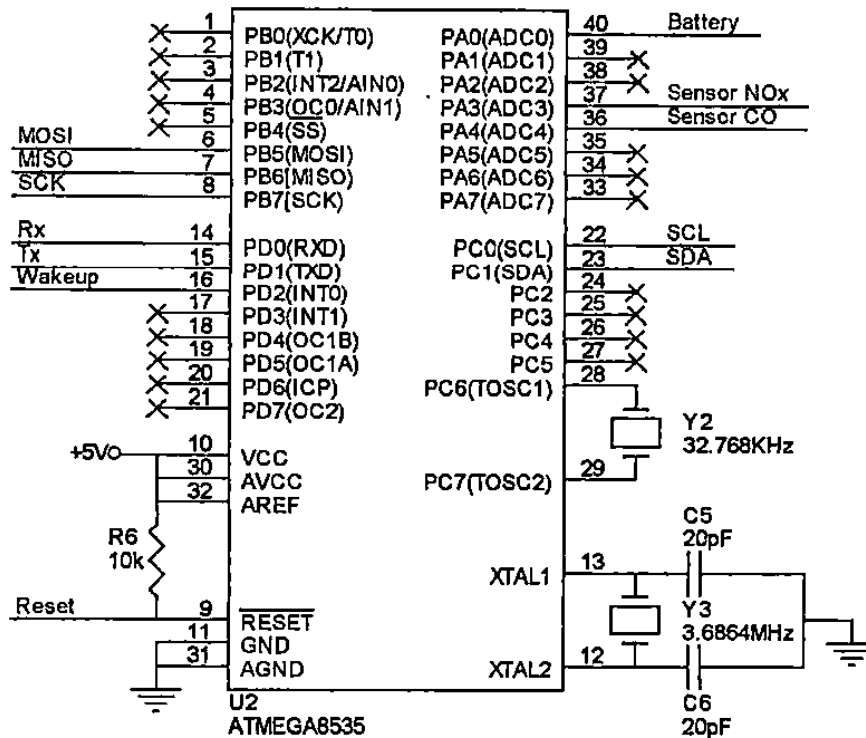 1 PB0(XCK/T0)
2 PB1(T1)
3 PB2(INT2/AIN0)
4 PB3(OC0/AIN1)
5 PB4(SS)
MOSI 6 PB5(MOSI)
MISO 7 PB6[MISO)
SCK 8 PB7[SCK)
Rx 14 PD0(RXD)
Tx 15 PD1(TXD)
Wakeup 16 PD2(INT0)
17 PD3(INT1)
18 PD4(OC1B)
19 PD5(OC1A)
20 PD6(ICP)
21 PD7(OC2)
+5V 10 VCC
30 AVCC
32 AREF
R6
10k
Reset 9 RESET
11 GND
31 AGND
PA0(ADC0) 40 Battery
PA1(ADC1) 39
PA2(ADC2) 38
PA3(ADC3) 37 Sensor NOx
PA4(ADC4) 36 Sensor CO
PA5(ADC5) 35
PA6(ADC6) 34
PA7(ADC7) 33
PC0(SCL) 22 SCL
PC1(SDA) 23 SDA
PC2 24
PC3 25
PC4 26
PC5 27
PC6(TOSC1) 28
Y2
32.768KHz
PC7(TOSC2) 29
C5
20pF
XTAL1 13
Y3
3.6864MHz
XTAL2 12
C6
20pF
U2
ATMEGA8535